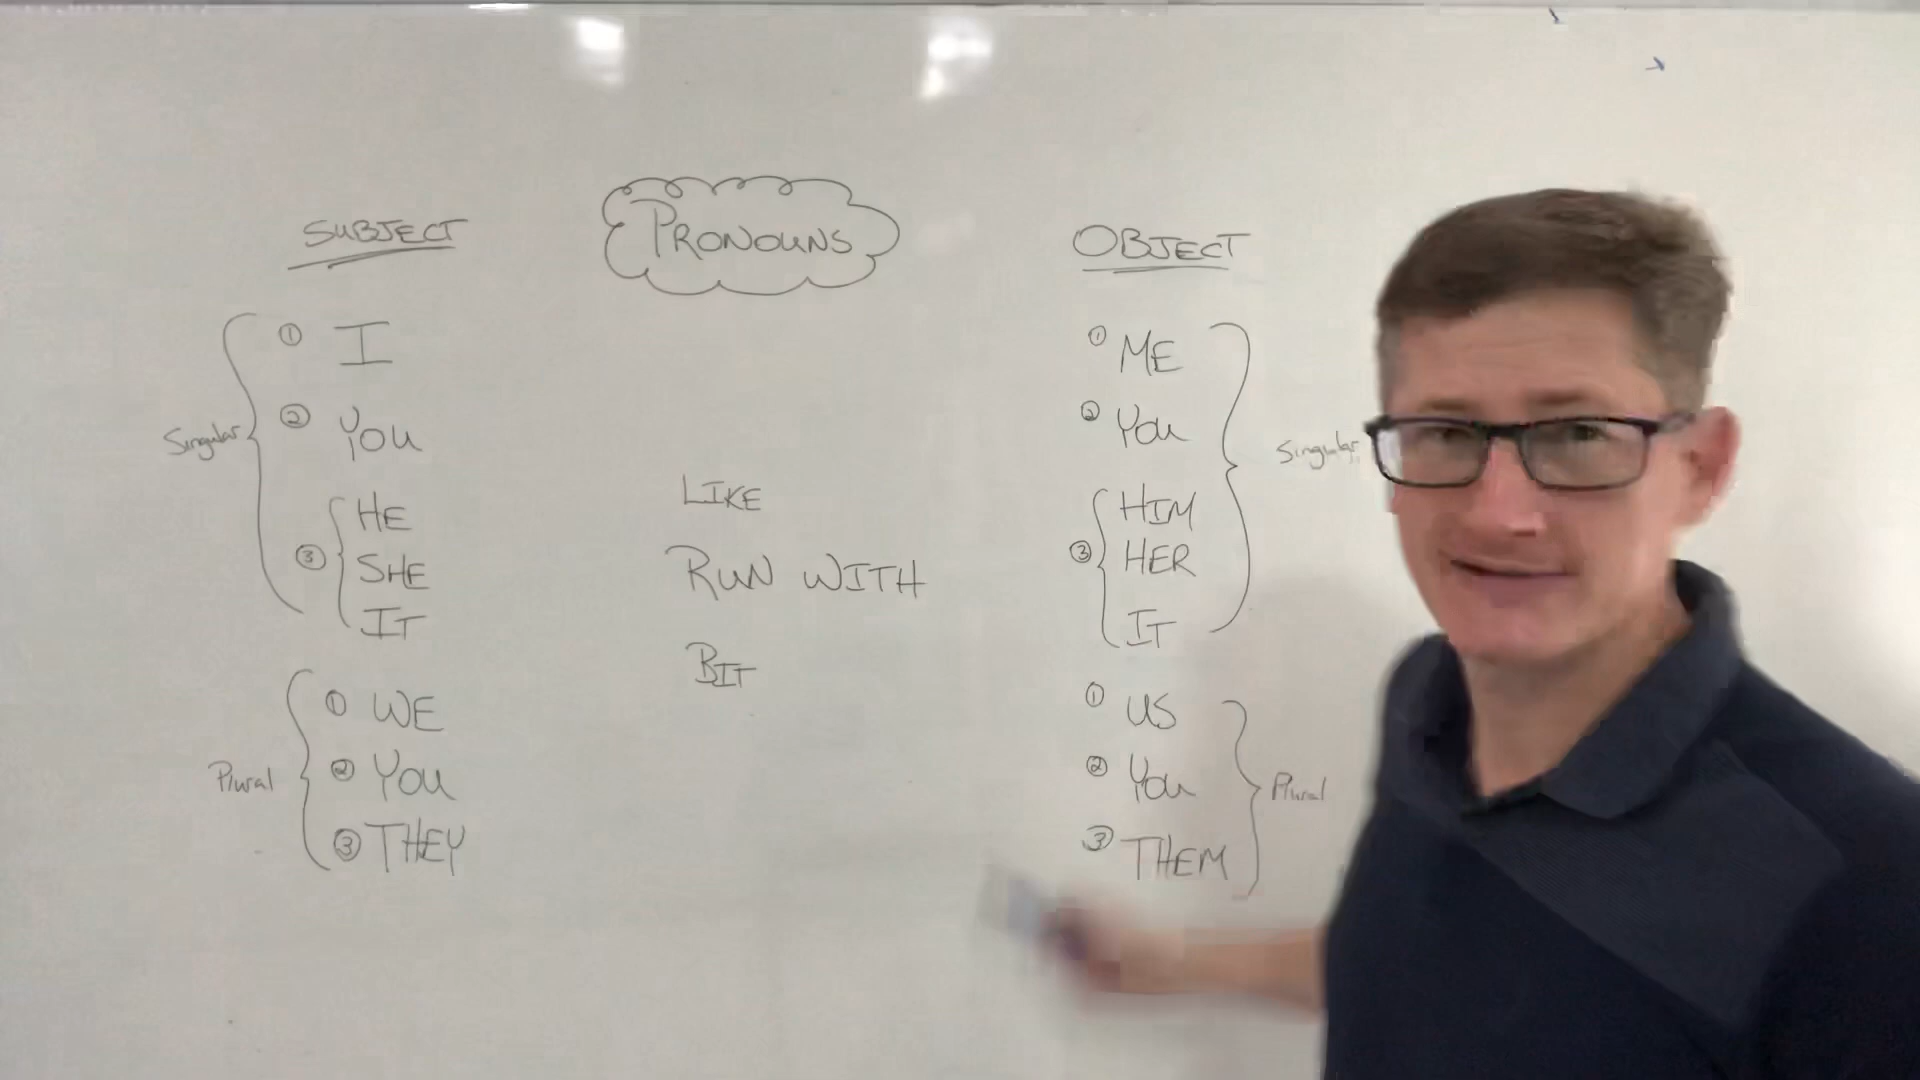 SUBJECT
PRONOUNS
OBJECT
Singular
① I
② You
③ HE
SHE
IT
Plural
① WE
② You
③ THEY
LIKE
RUN WITH
BIT
① ME
② You
③ HIM
HER
IT
Singular
① US
② You
③ THEM
Plural